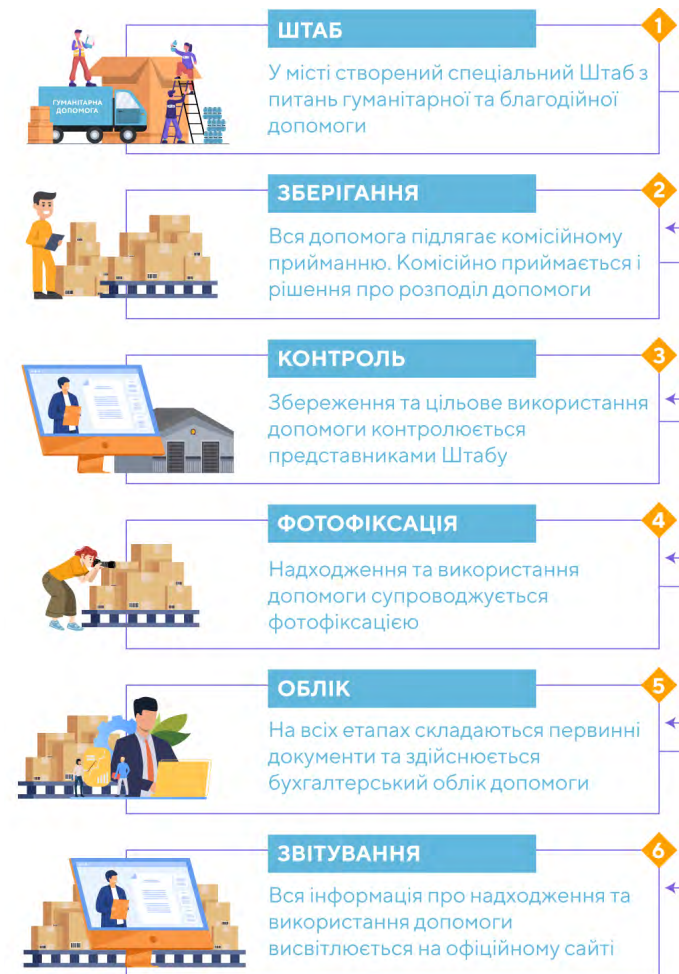 ШТАБ
1
У місті створений спеціальний Штаб з
питань гуманітарної та благодійної
допомоги
ГУМАНІТАРНА
ДОПОМОГА
ЗБЕРІГАННЯ
2
Вся допомога підлягає комісійному
прийманню. Комісійно приймається і
рішення про розподіл допомоги
КОНТРОЛЬ
3
Збереження та цільове використання
допомоги контролюється
представниками Штабу
ФОТОФІКСАЦІЯ
4
Надходження та використання
допомоги супроводжується
фотофіксацією
ОБЛІК
5
На всіх етапах складаються первинні
документи та здійснюється
бухгалтерський облік допомоги
ЗВІТУВАННЯ
6
Вся інформація про надходження та
використання допомоги
висвітлюється на офіційному сайті